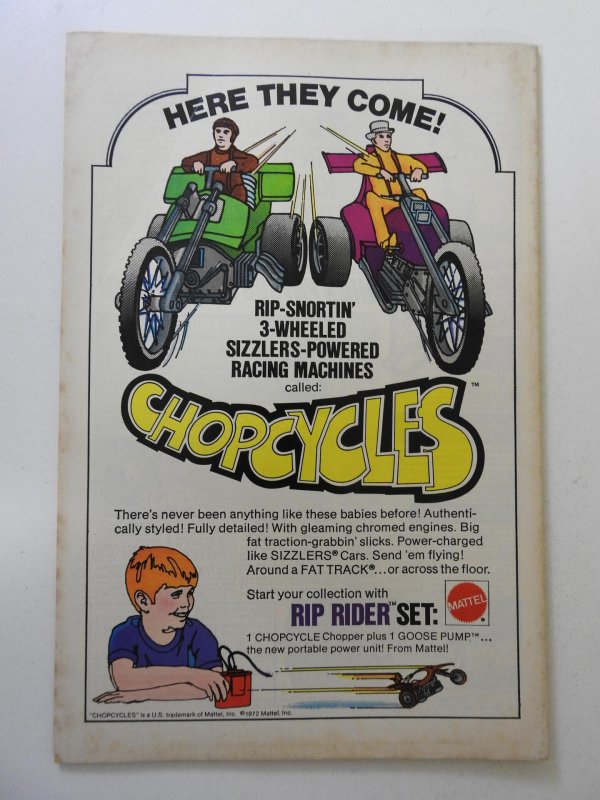 HERE THEY COME!
RIP-SNORTIN'
3-WHEELED
SIZZLERS-POWERED
RACING MACHINES
called:
CHOPCYCLES™
There's never been anything like these babies before! Authenti-
cally styled! Fully detailed! With gleaming chromed engines. Big
fat traction-grabbin' slicks. Power-charged
like SIZZLERS® Cars. Send 'em flying!
Around a FAT TRACK®...or across the floor.
Start your collection with
RIP RIDER™ SET:
MATTEL®
1 CHOPCYCLE Chopper plus 1 GOOSE PUMP™...
the new portable power unit! From Mattel!
"CHOPCYCLES" is a U.S. trademark of Mattel, Inc. ©1972 Mattel, Inc.